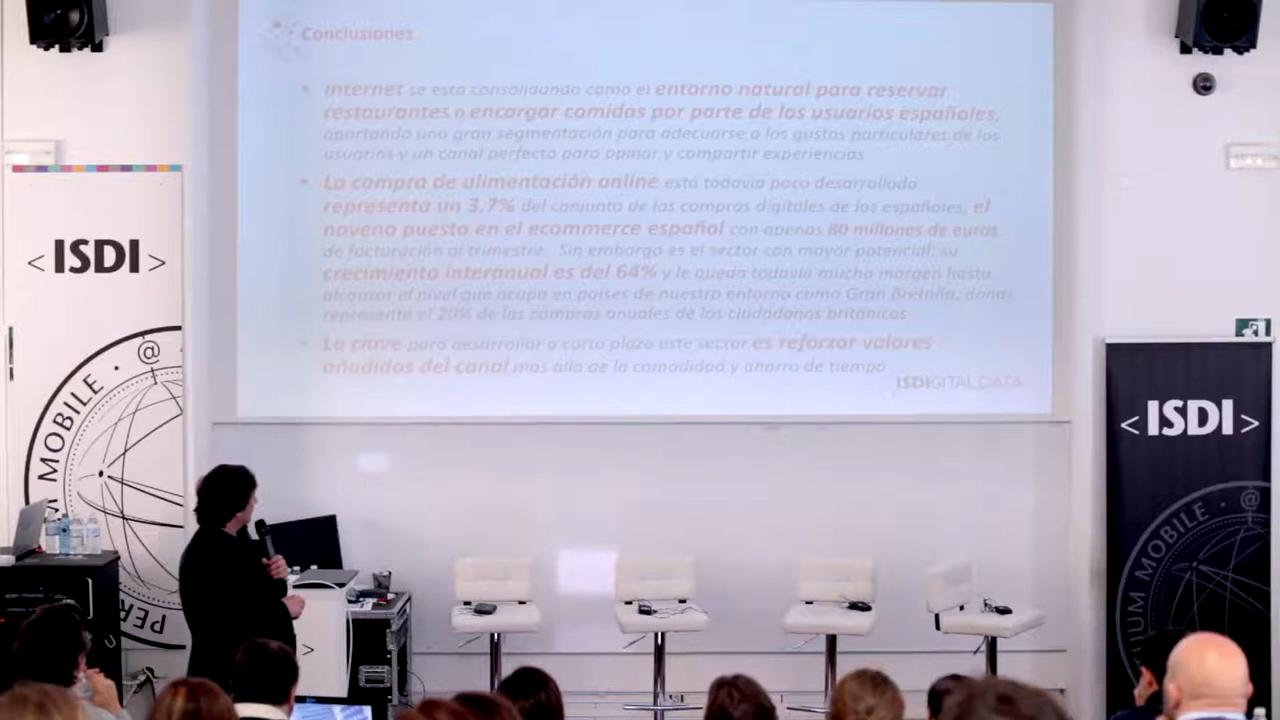 Conclusiones
• Internet se está consolidando como el entorno natural para reservar
restaurantes o encargar comidas por parte de los usuarios españoles,
aportando una gran segmentación para adecuarse a los gustos particulares de los
usuarios y un canal perfecto para opinar y compartir experiencias
• La compra de alimentación online está todavía poco desarrollada
representa un 3,7% del conjunto de las compras digitales de los españoles, el
noveno puesto en el ecommerce español con apenas 80 millones de euros
de facturación al trimestre. Sin embargo es el sector con mayor potencial: su
crecimiento interanual es del 64% y le queda todavía mucho margen hasta
alcanzar el nivel que ocupa en países de nuestro entorno como Gran Bretaña, donde
representa el 20% de las compras anuales de los ciudadanos británicos
• La clave para desarrollar a corto plazo este sector es reforzar valores
añadidos del canal mas allá de la comodidad y ahorro de tiempo
ISDIGITAL DATA
<ISDI>
M MOBILE · @
PER
<ISDI>
IUM MOBILE · @
>